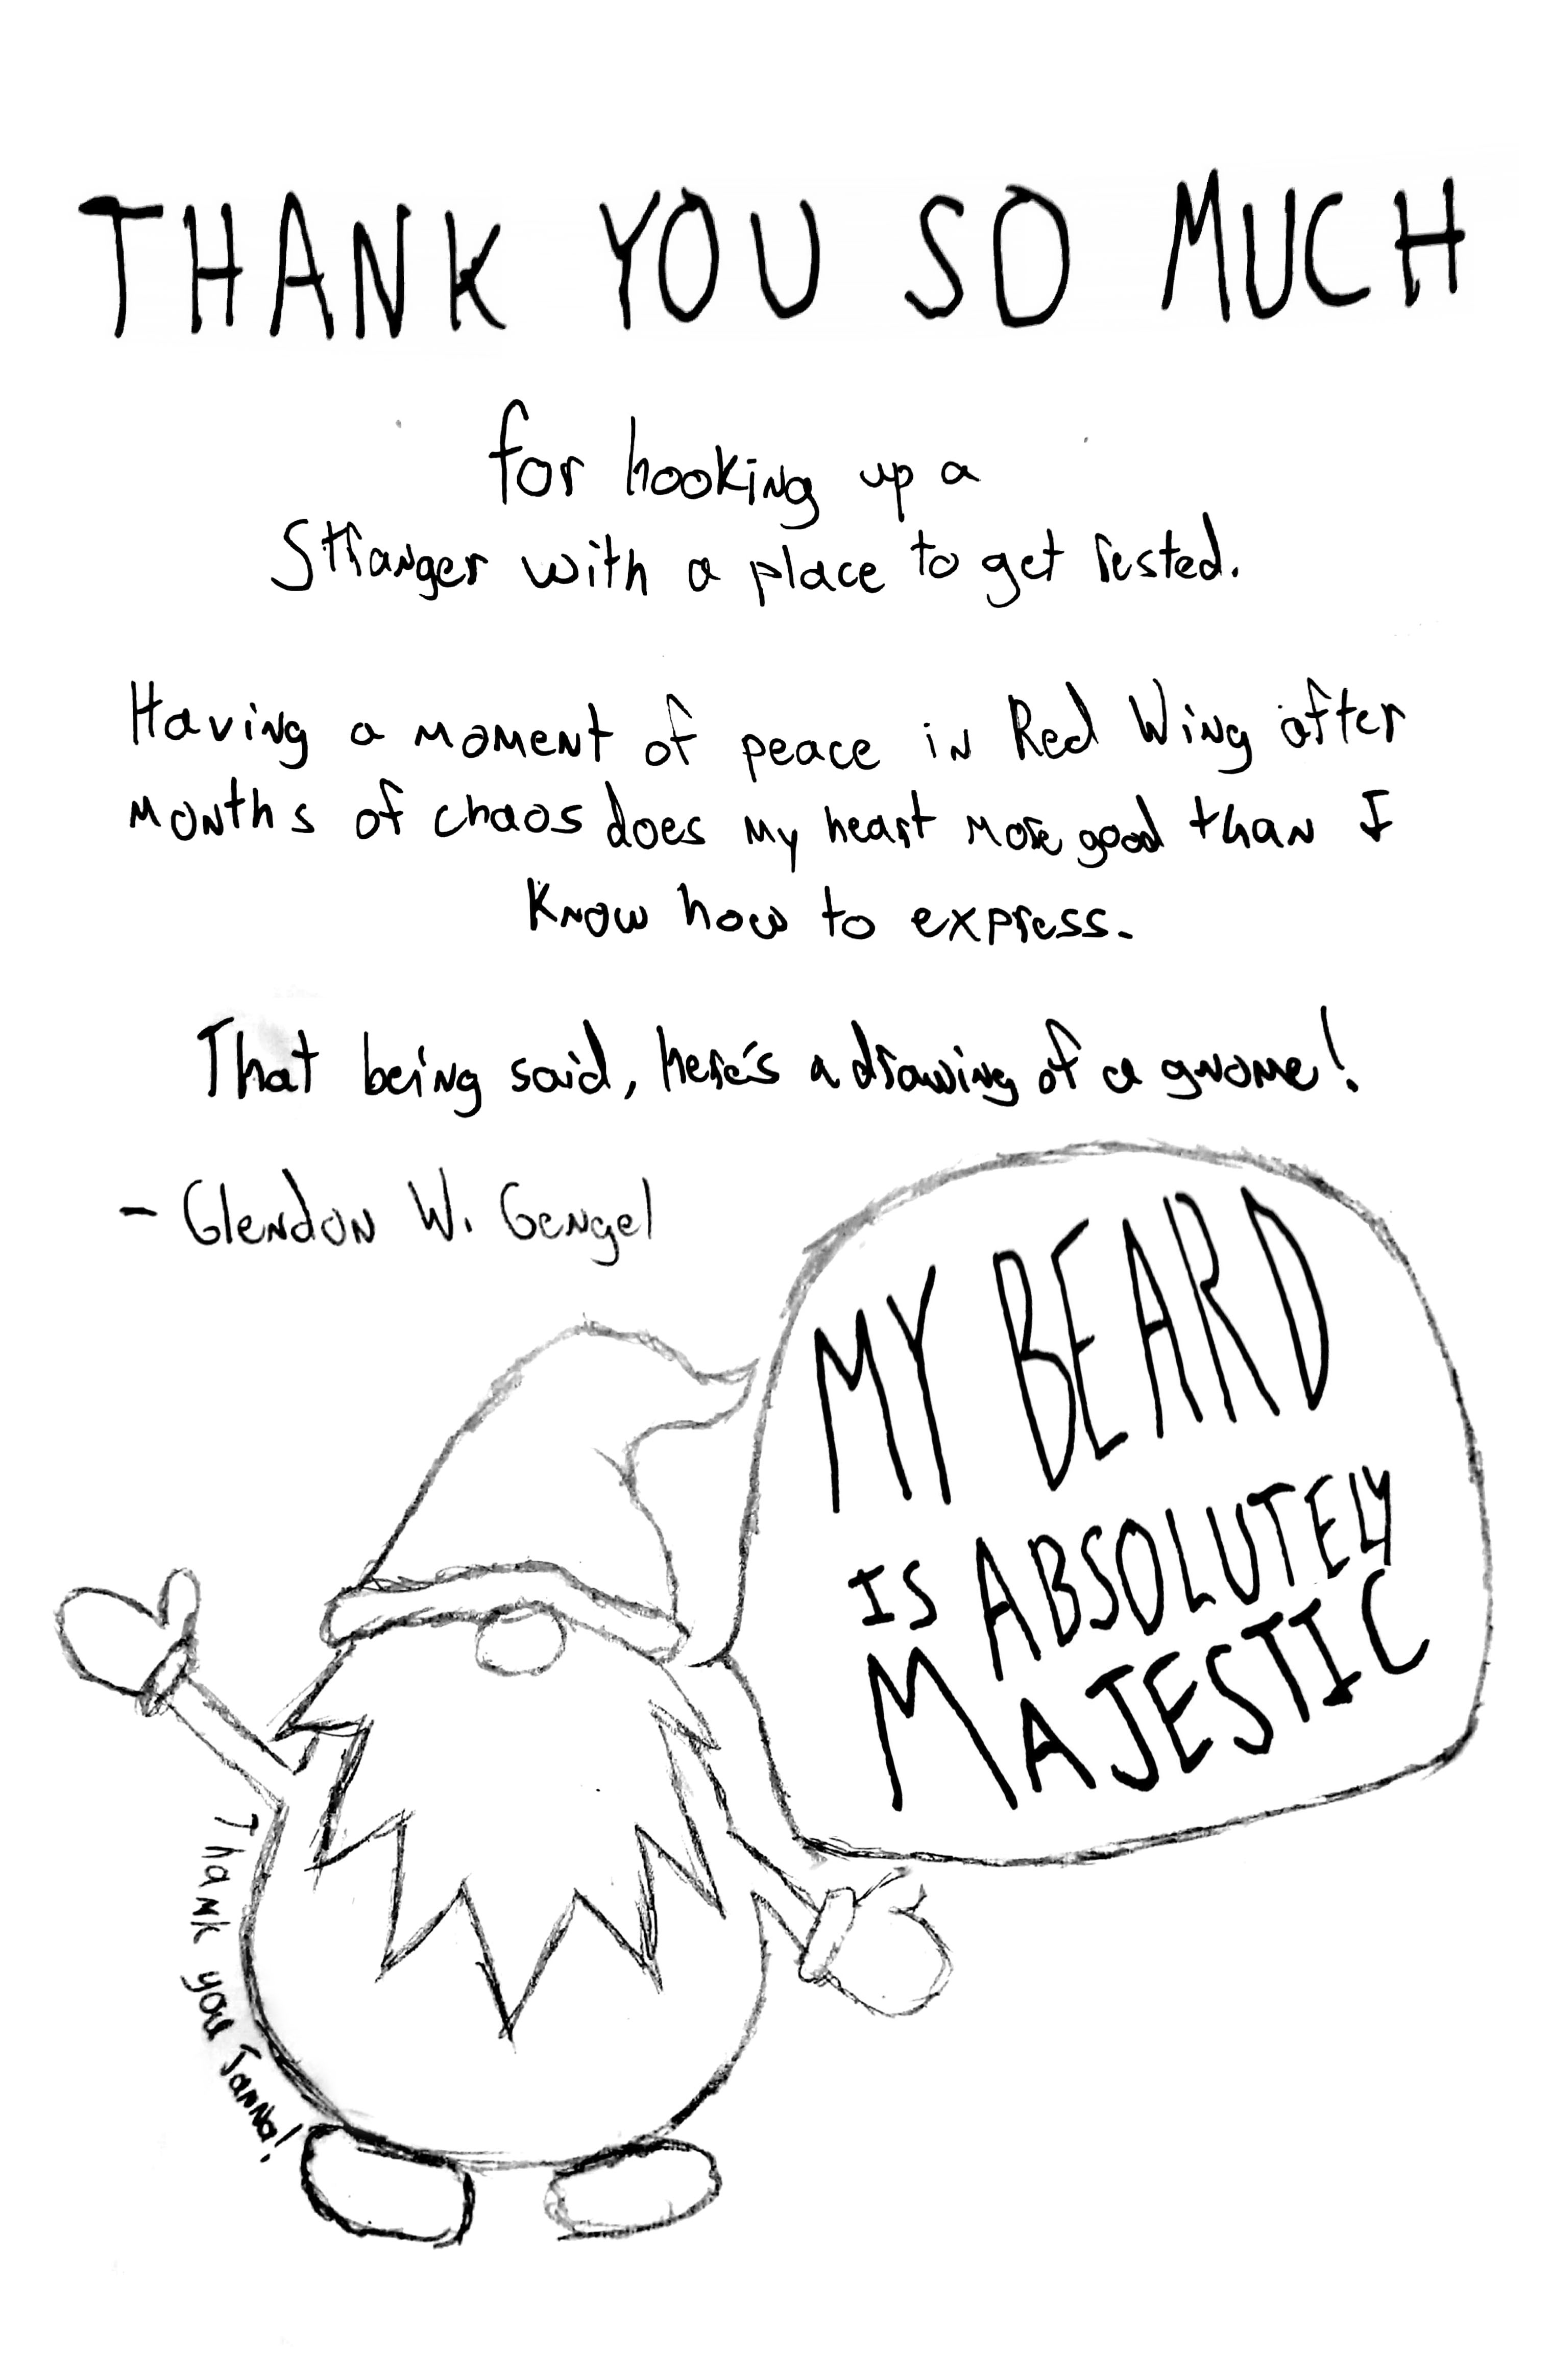 THANK YOU SO MUCH
for hooking up a
Stranger with a place to get rested.
Having a moment of peace in Red Wing after
months of chaos does my heart more good than I
know how to express.
That being said, here's a drawing of a gnome!
- Glendon W. Gengel
MY BEARD
IS ABSOLUTELY
MAJESTIC
Thank you Janna!